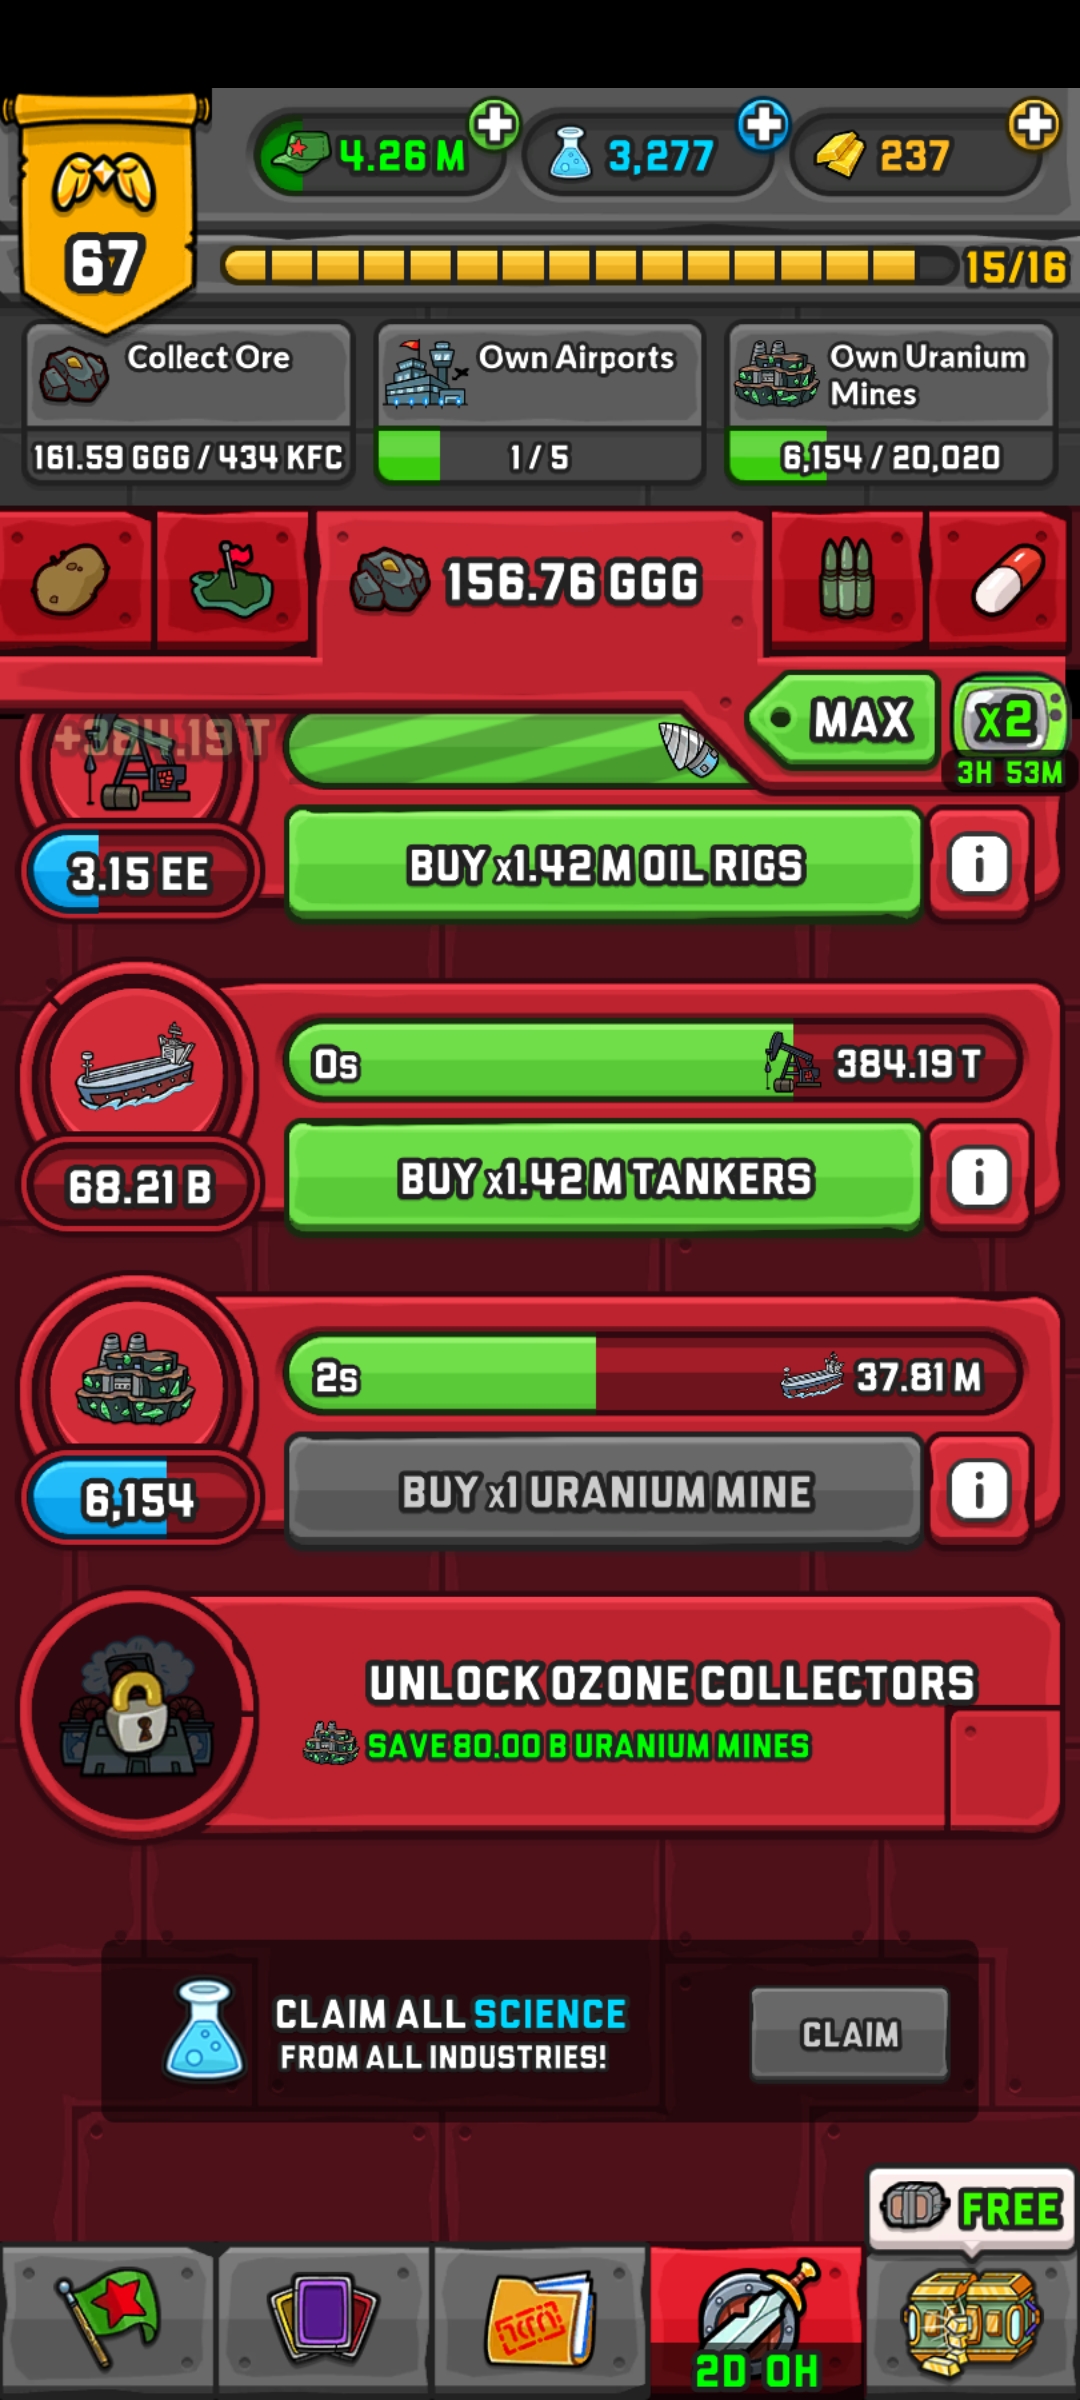 4.26 M
3,277
237
67
15/16
Collect Ore
161.59 GGG / 434 KFC
Own Airports
1 / 5
Own Uranium
Mines
6,154 / 20,020
156.76 GGG
MAX
x2
3H 53M
+384.19 T
3.15 EE
BUY x1.42 M OIL RIGS
i
0s
384.19 T
68.21 B
BUY x1.42 M TANKERS
i
2s
37.81 M
6,154
BUY x1 URANIUM MINE
i
UNLOCK OZONE COLLECTORS
SAVE 80.00 B URANIUM MINES
CLAIM ALL SCIENCE
FROM ALL INDUSTRIES!
CLAIM
FREE
2D 0H